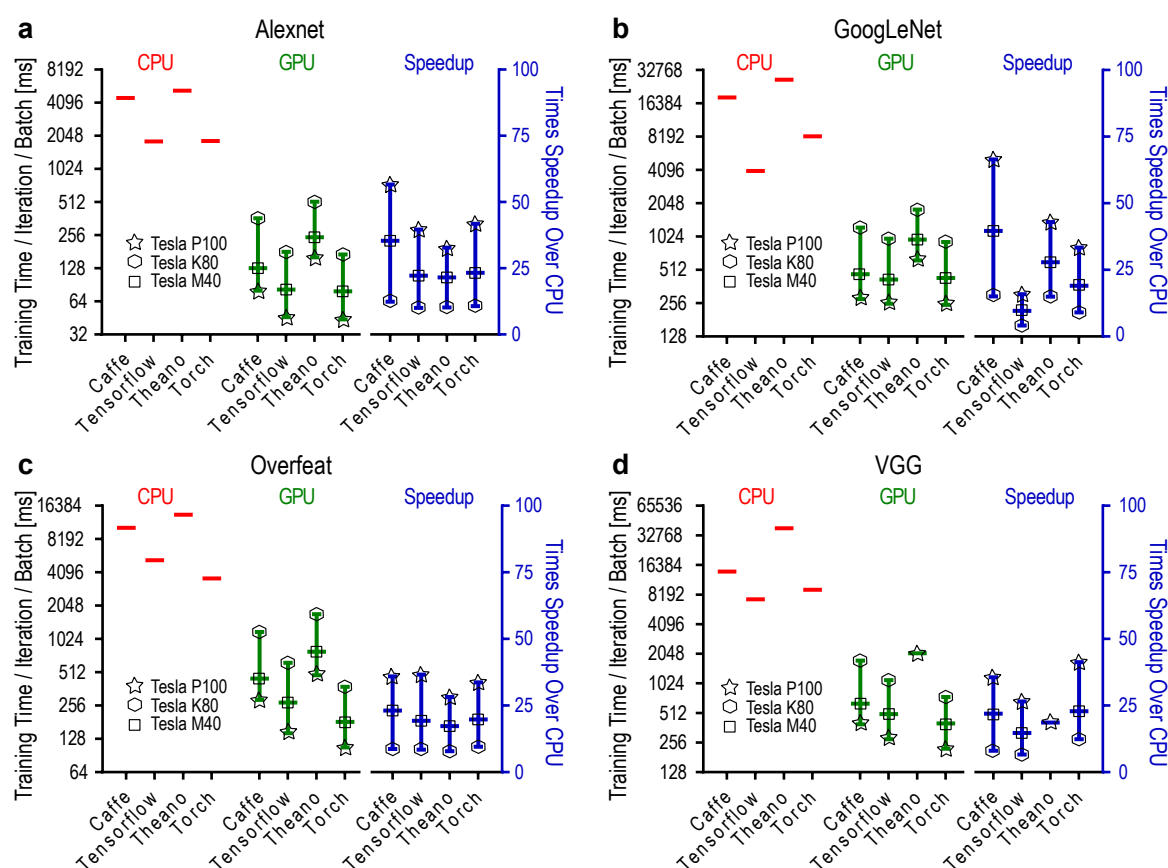 a
Alexnet
CPU
GPU
Speedup
Training Time / Iteration / Batch [ms]
8192
4096
2048
1024
512
256
128
64
32
Tesla P100
Tesla K80
Tesla M40
100
75
50
25
0
Times Speedup Over CPU
Caffe
Tensorflow
Theano
Torch
Caffe
Tensorflow
Theano
Torch
Caffe
Tensorflow
Theano
Torch
b
GoogLeNet
CPU
GPU
Speedup
Training Time / Iteration / Batch [ms]
32768
16384
8192
4096
2048
1024
512
256
128
Tesla P100
Tesla K80
Tesla M40
100
75
50
25
0
Times Speedup Over CPU
Caffe
Tensorflow
Theano
Torch
Caffe
Tensorflow
Theano
Torch
Caffe
Tensorflow
Theano
Torch
c
Overfeat
CPU
GPU
Speedup
Training Time / Iteration / Batch [ms]
16384
8192
4096
2048
1024
512
256
128
64
Tesla P100
Tesla K80
Tesla M40
100
75
50
25
0
Times Speedup Over CPU
Caffe
Tensorflow
Theano
Torch
Caffe
Tensorflow
Theano
Torch
Caffe
Tensorflow
Theano
Torch
d
VGG
CPU
GPU
Speedup
Training Time / Iteration / Batch [ms]
65536
32768
16384
8192
4096
2048
1024
512
256
128
Tesla P100
Tesla K80
Tesla M40
100
75
50
25
0
Times Speedup Over CPU
Caffe
Tensorflow
Theano
Torch
Caffe
Tensorflow
Theano
Torch
Caffe
Tensorflow
Theano
Torch